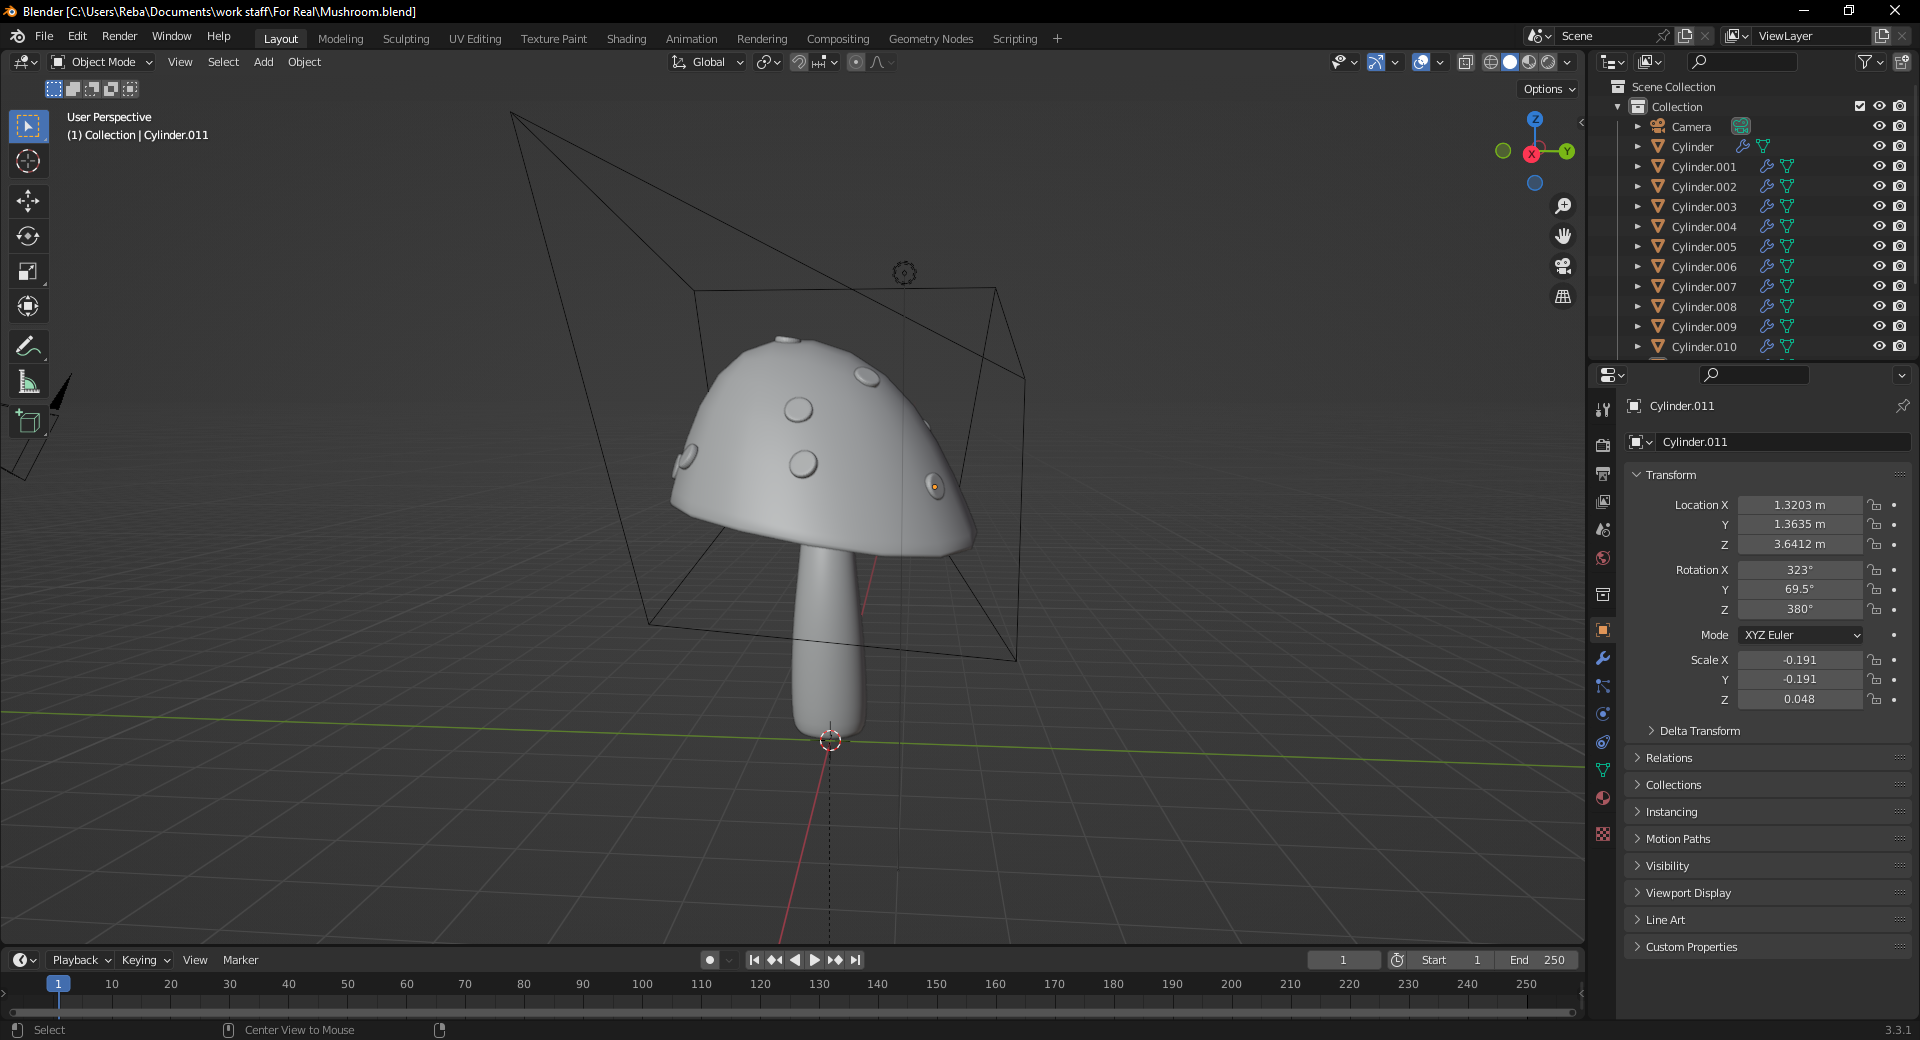 Blender [C:\Users\Reba\Documents\work staff\For Real\Mushroom.blend]
File Edit Render Window Help Layout Modeling Sculpting UV Editing Texture Paint Shading Animation Rendering Compositing Geometry Nodes Scripting + Scene ViewLayer
Object Mode View Select Add Object Global
Options
User Perspective
(1) Collection | Cylinder.011
Z
Y
X
Scene Collection
Collection
Camera
Cylinder
Cylinder.001
Cylinder.002
Cylinder.003
Cylinder.004
Cylinder.005
Cylinder.006
Cylinder.007
Cylinder.008
Cylinder.009
Cylinder.010
Cylinder.011
Cylinder.011
Transform
Location X 1.3203 m
Y 1.3635 m
Z 3.6412 m
Rotation X 323°
Y 69.5°
Z 380°
Mode XYZ Euler
Scale X -0.191
Y -0.191
Z 0.048
Delta Transform
Relations
Collections
Instancing
Motion Paths
Visibility
Viewport Display
Line Art
Custom Properties
Playback Keying View Marker 1 Start 1 End 250
1 10 20 30 40 50 60 70 80 90 100 110 120 130 140 150 160 170 180 190 200 210 220 230 240 250
Select Center View to Mouse 3.3.1